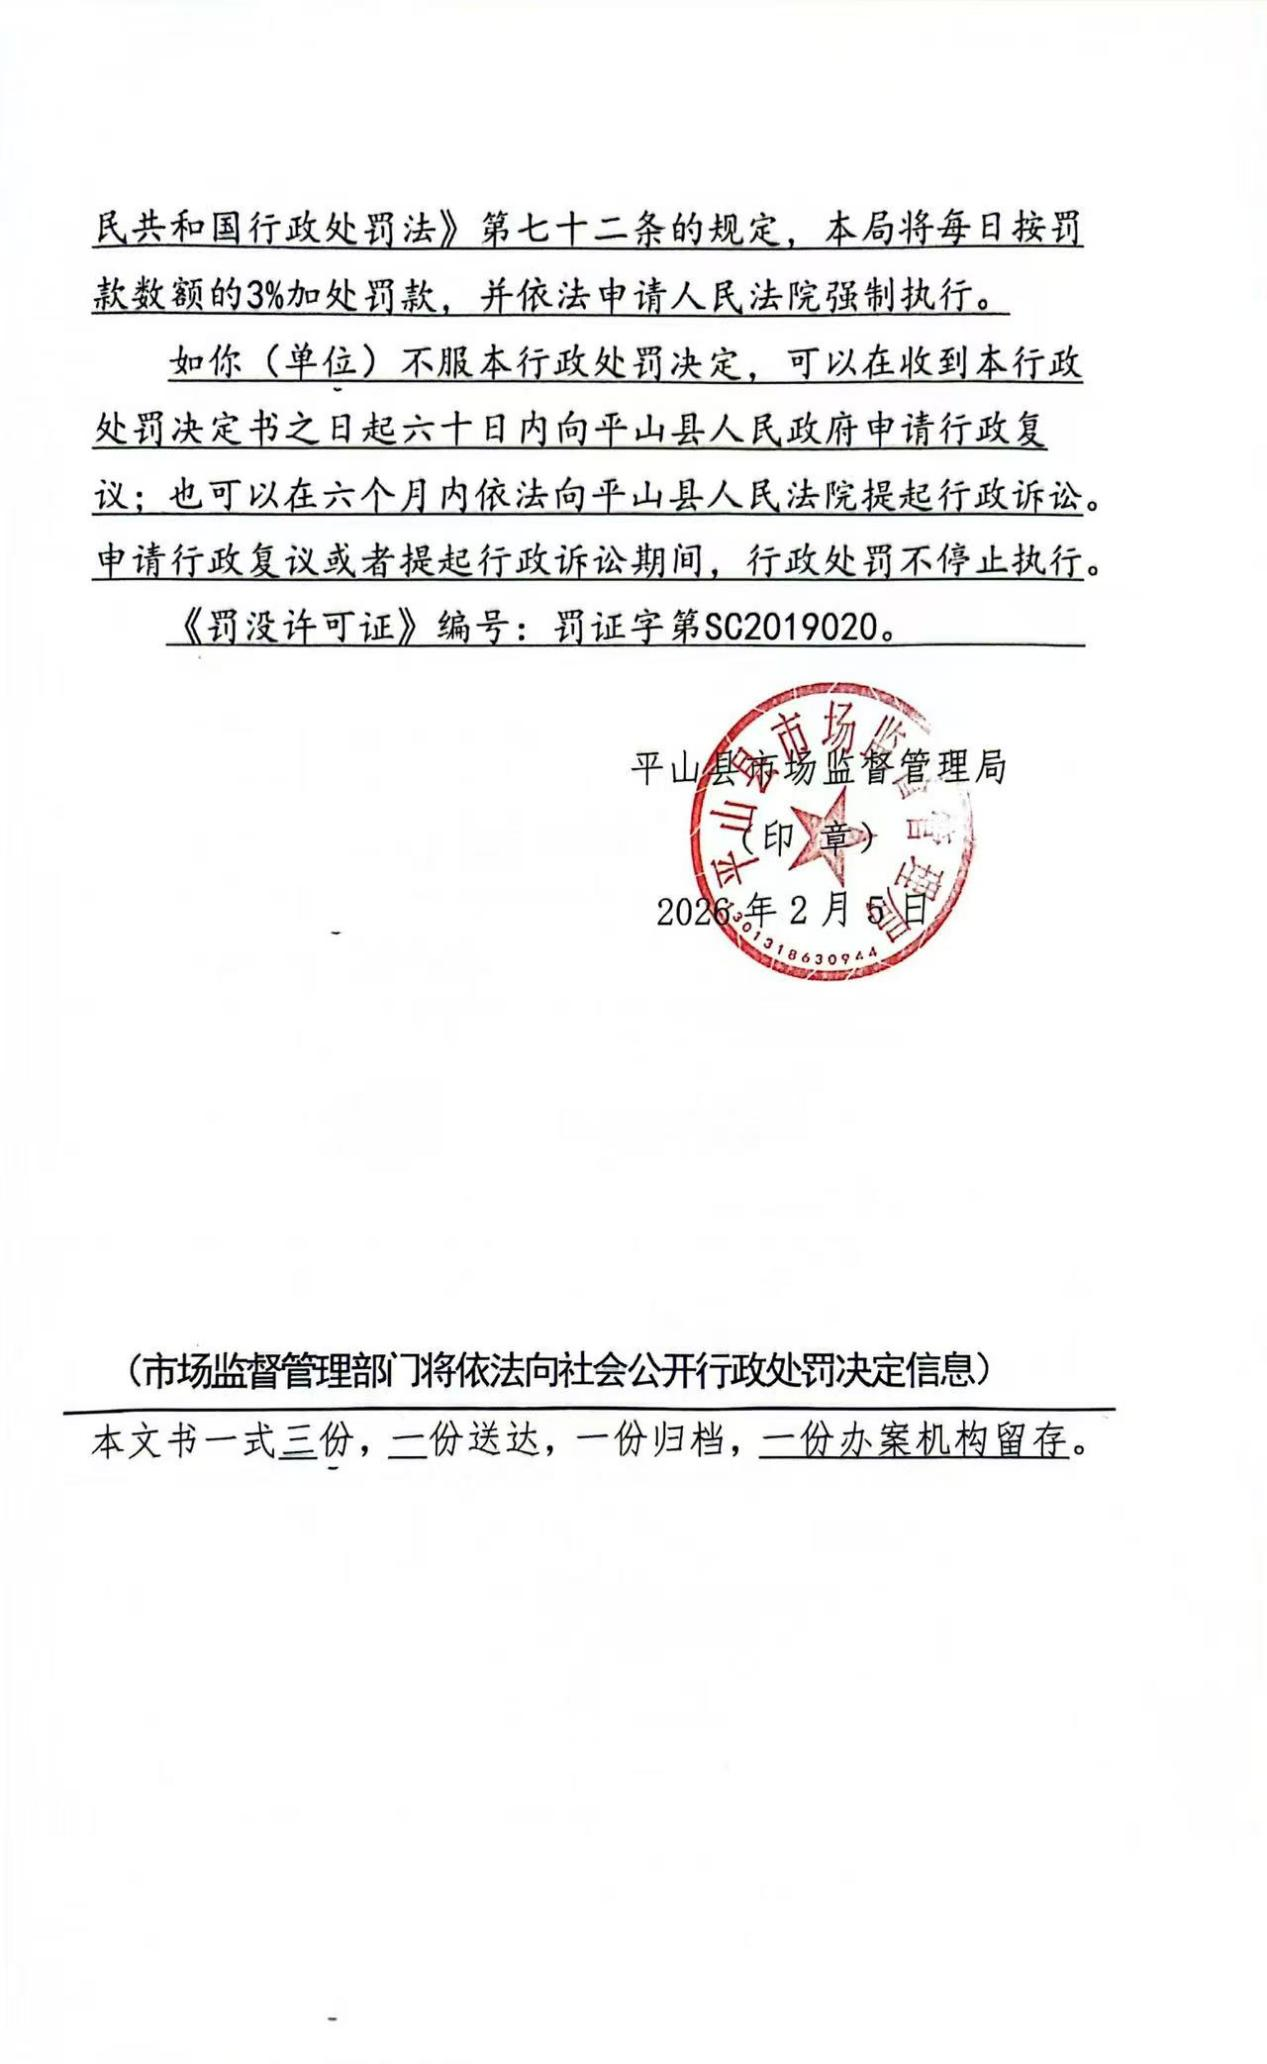 民共和国行政处罚法》第七十二条的规定，本局将每日按罚
款数额的3%加处罚款，并依法申请人民法院强制执行。
如你（单位）不服本行政处罚决定，可以在收到本行政
处罚决定书之日起六十日内向平山县人民政府申请行政复
议；也可以在六个月内依法向平山县人民法院提起行政诉讼。
申请行政复议或者提起行政诉讼期间，行政处罚不停止执行。
《罚没许可证》编号：罚证字第SC2019020。
平山县市场监督管理局
平山县市场监督管理局
（印 章）
2026年2月5日
1301318630944
（市场监督管理部门将依法向社会公开行政处罚决定信息）
本文书一式三份，一份送达，一份归档，一份办案机构留存。